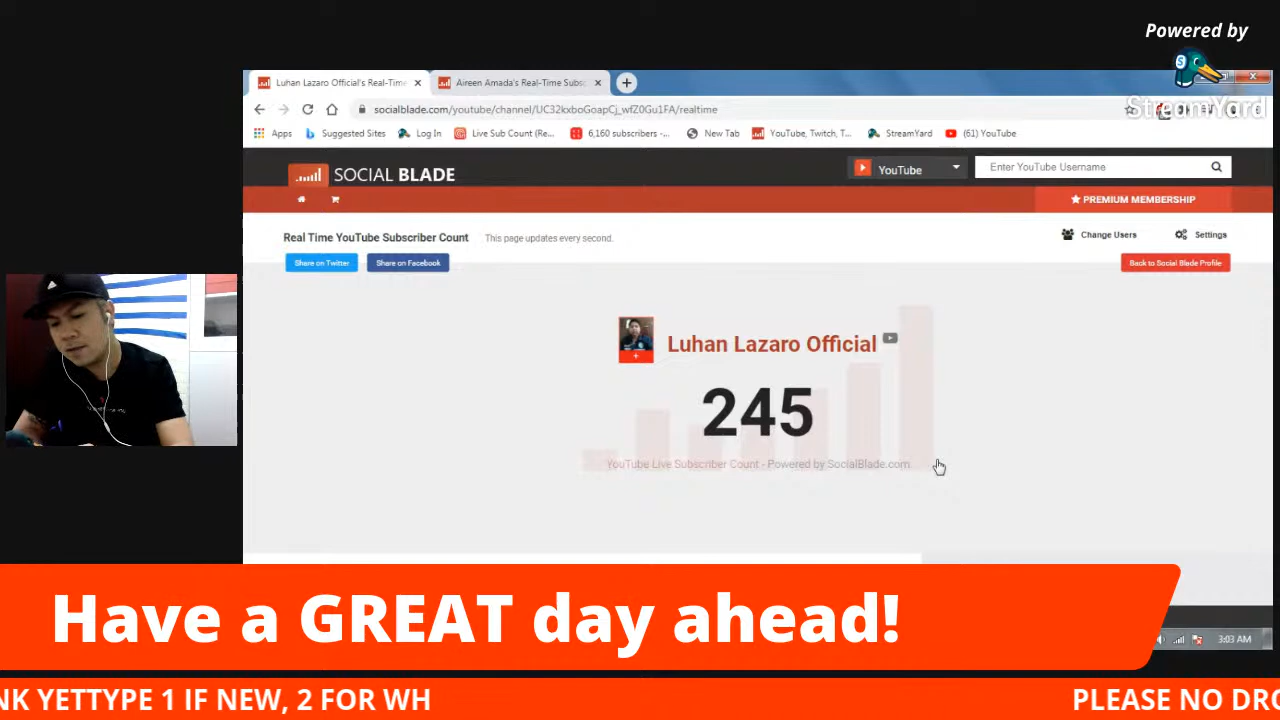 Powered by
StreamYard
Luhan Lazaro Official's Real-Time
Aireen Amada's Real-Time Subsc
socialblade.com/youtube/channel/UC32kxboGoapCj_wfZ0Gu1FA/realtime
Apps Suggested Sites Log In Live Sub Count (Re... 6,160 subscribers -... New Tab YouTube, Twitch, T... StreamYard (61) YouTube
SOCIAL BLADE
YouTube
Enter YouTube Username
PREMIUM MEMBERSHIP
Real Time YouTube Subscriber Count This page updates every second.
Change Users Settings
Share on Twitter Share on Facebook
Back to Social Blade Profile
Luhan Lazaro Official
245
YouTube Live Subscriber Count - Powered by SocialBlade.com
Have a GREAT day ahead!
3:03 AM
NK YETTYPE 1 IF NEW, 2 FOR WH
PLEASE NO DRO